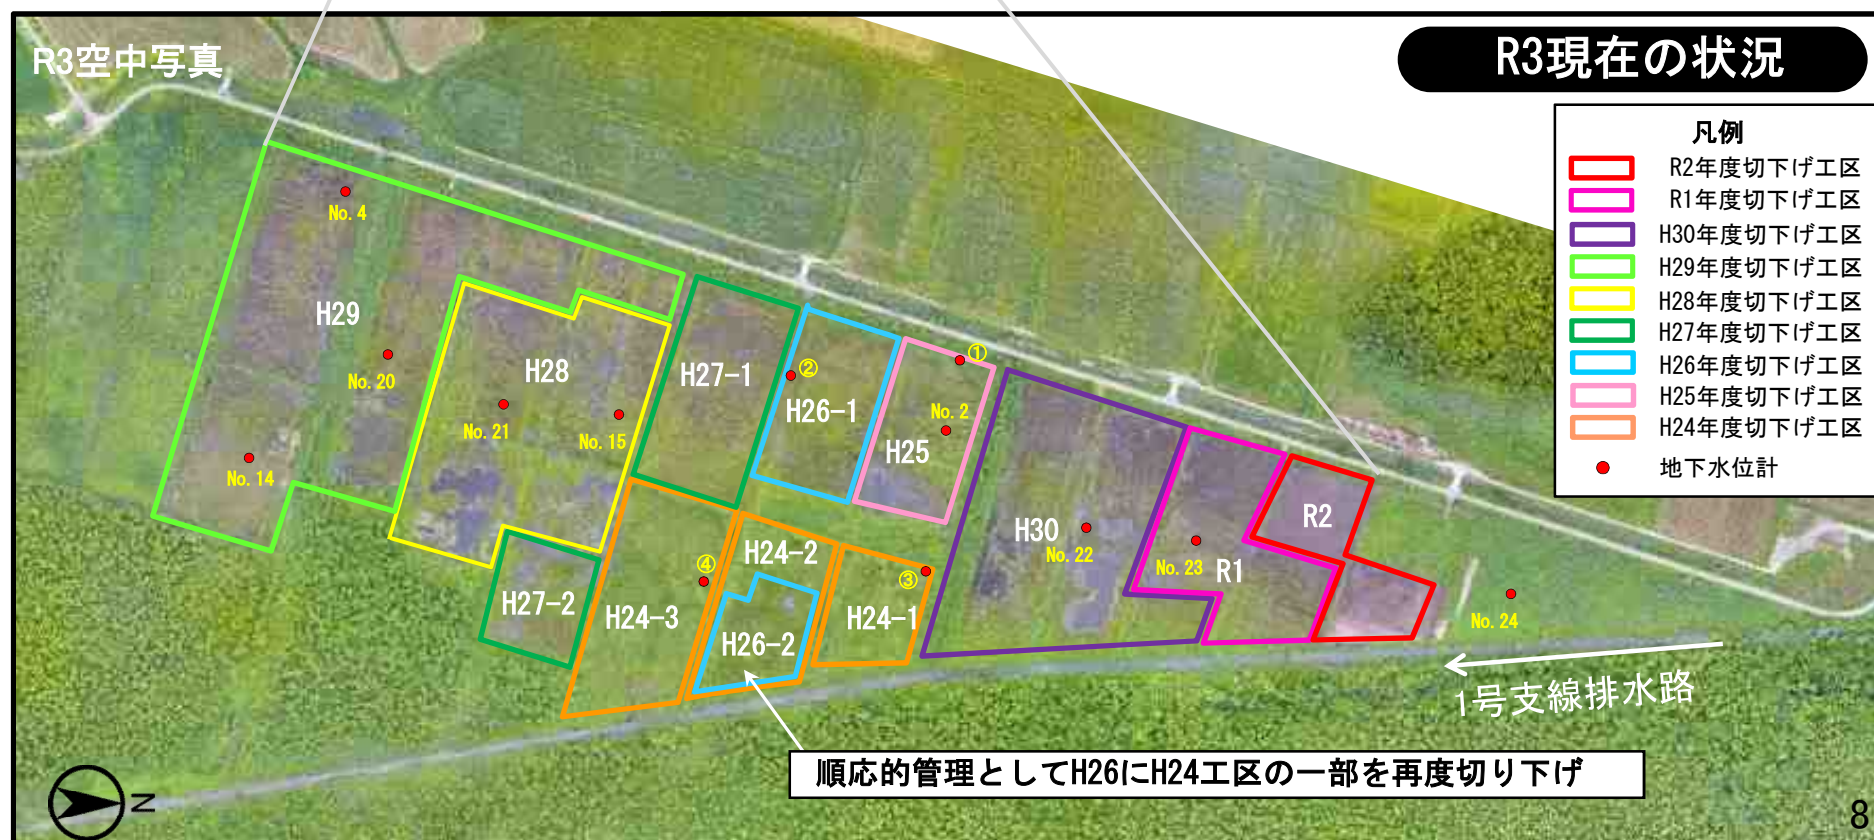 R3空中写真
R3現在の状況
凡例
R2年度切下げ工区
R1年度切下げ工区
H30年度切下げ工区
H29年度切下げ工区
H28年度切下げ工区
H27年度切下げ工区
H26年度切下げ工区
H25年度切下げ工区
H24年度切下げ工区
地下水位計
No.4
H29
No.20
No.14
H28
No.21
No.15
H27-1
②
H26-1
①
No.2
H25
H30
No.22
No.23
R1
R2
No.24
H27-2
④
H24-3
H24-2
H26-2
③
H24-1
1号支線排水路
順応的管理としてH26にH24工区の一部を再度切り下げ
N
8